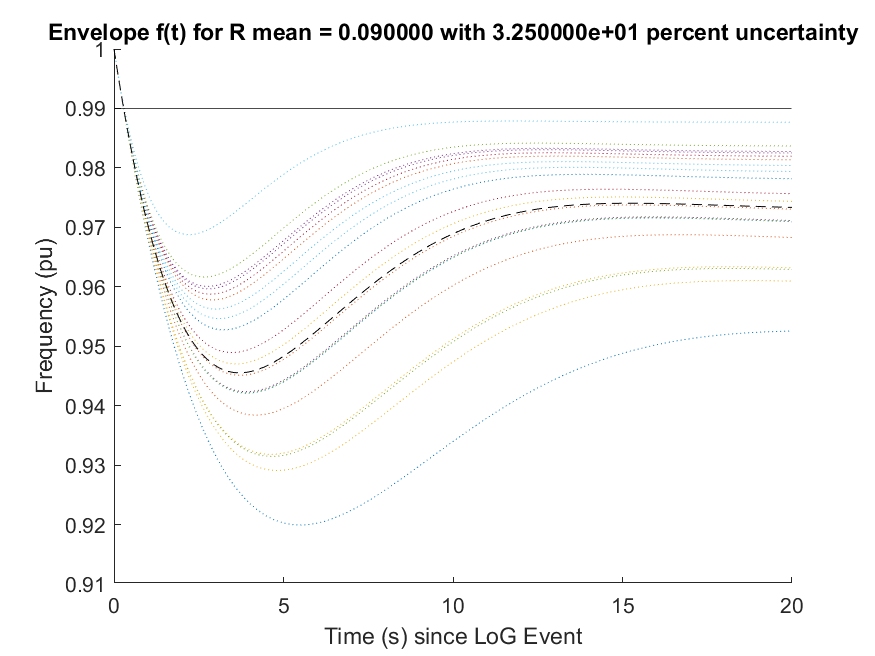 Envelope f(t) for R mean = 0.090000 with 3.250000e+01 percent uncertainty
1
0.99
0.98
0.97
0.96
0.95
0.94
0.93
0.92
0.91
Frequency (pu)
0 5 10 15 20
Time (s) since LoG Event